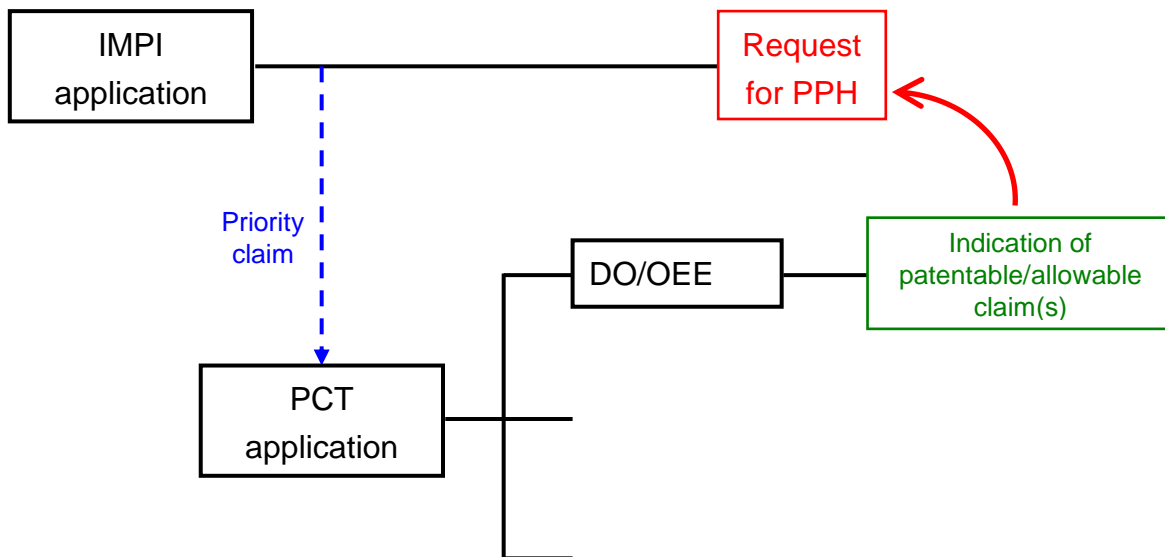 IMPI
application
Request
for PPH
Priority
claim
DO/OEE
Indication of
patentable/allowable
claim(s)
PCT
application